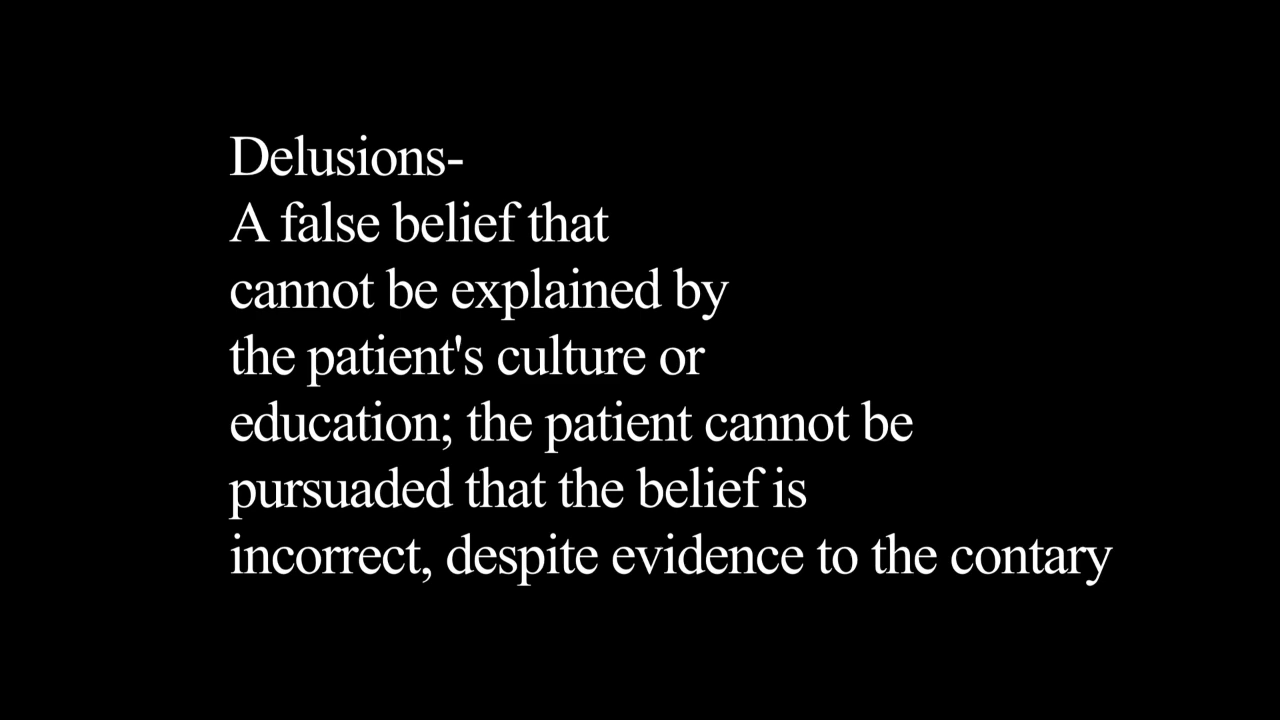 Delusions-
A false belief that
cannot be explained by
the patient's culture or
education; the patient cannot be
pursuaded that the belief is
incorrect, despite evidence to the contary